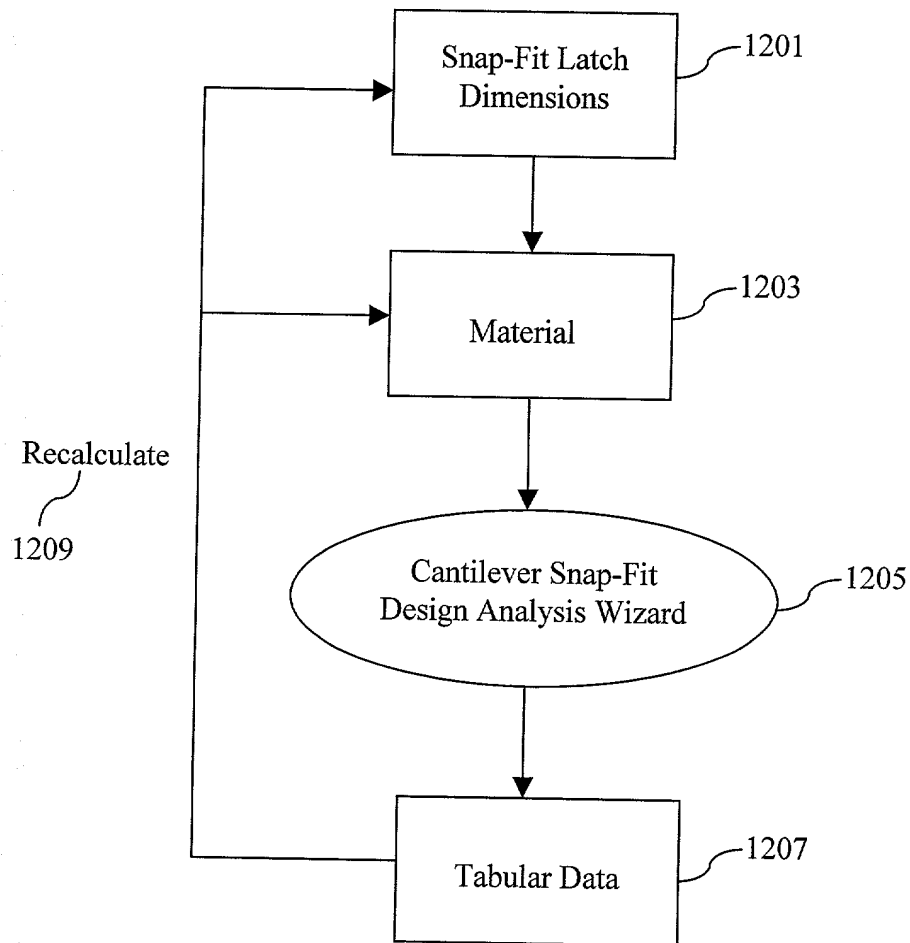 Snap-Fit Latch
Dimensions
1201
Material
1203
Recalculate
1209
Cantilever Snap-Fit
Design Analysis Wizard
1205
Tabular Data
1207